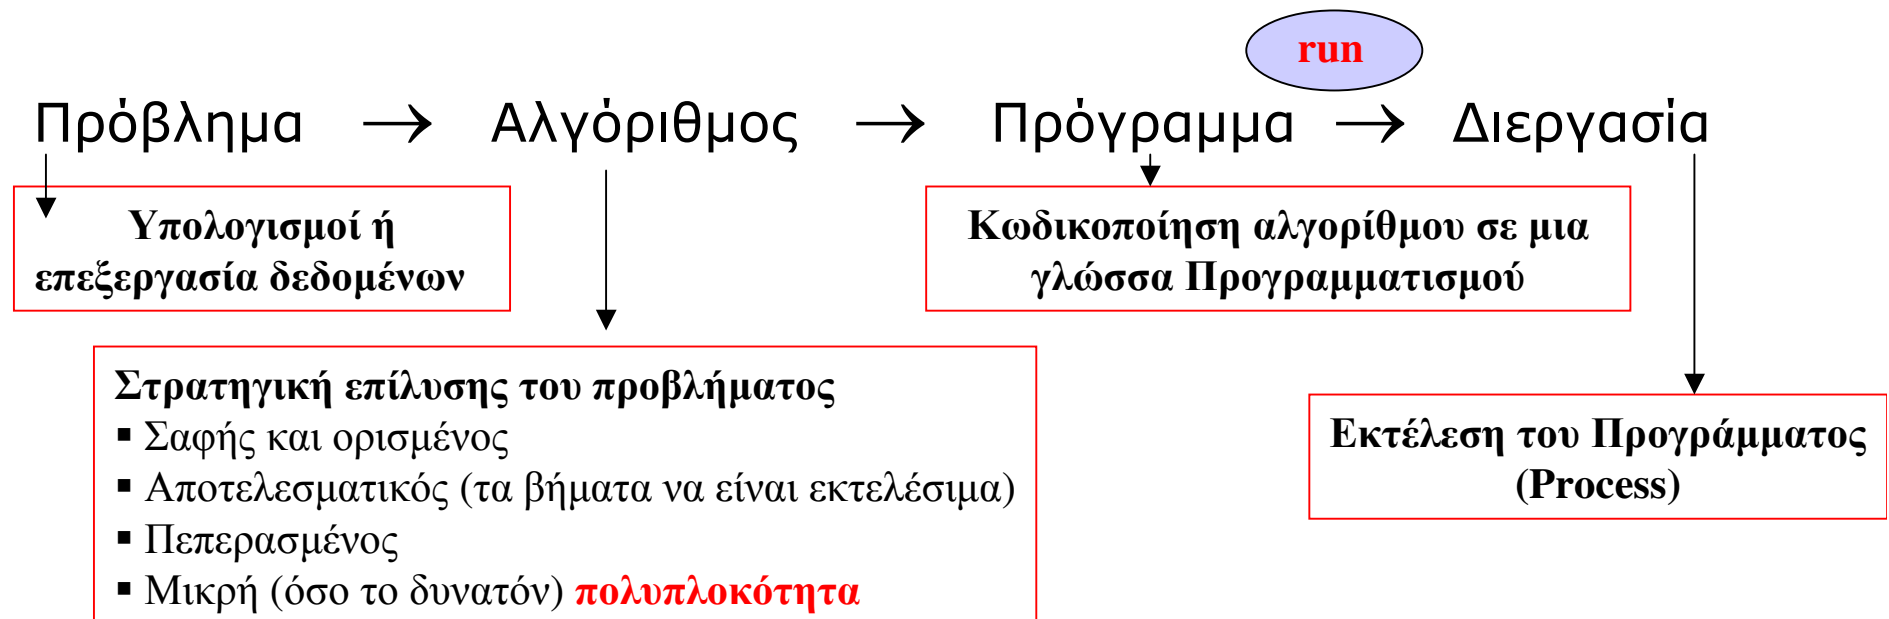 run
Πρόβλημα → Αλγόριθμος → Πρόγραμμα → Διεργασία
Υπολογισμοί ή
επεξεργασία δεδομένων
Κωδικοποίηση αλγορίθμου σε μια
γλώσσα Προγραμματισμού
Στρατηγική επίλυσης του προβλήματος
▪ Σαφής και ορισμένος
▪ Αποτελεσματικός (τα βήματα να είναι εκτελέσιμα)
▪ Πεπερασμένος
▪ Μικρή (όσο το δυνατόν) πολυπλοκότητα
Εκτέλεση του Προγράμματος
(Process)